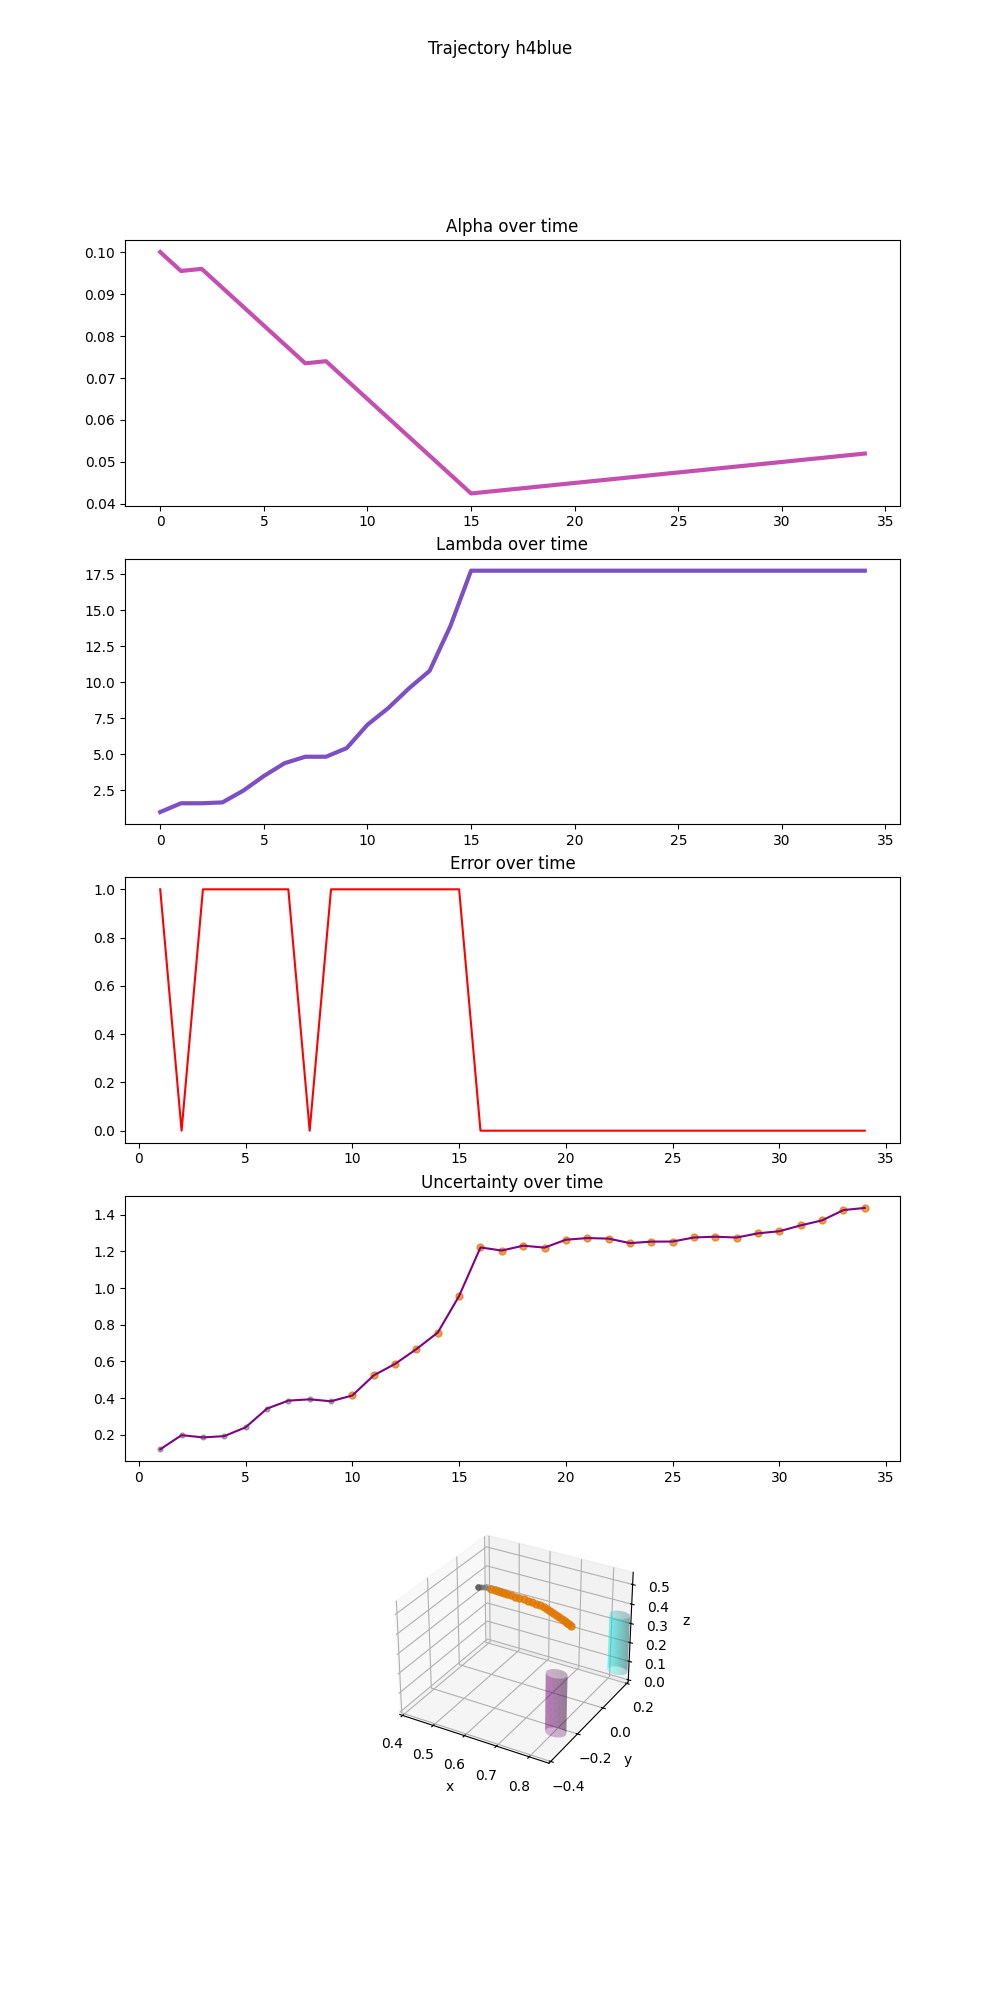 Trajectory h4blue
Alpha over time
0.10
0.09
0.08
0.07
0.06
0.05
0.04
0 5 10 15 20 25 30 35
Lambda over time
17.5
15.0
12.5
10.0
7.5
5.0
2.5
0 5 10 15 20 25 30 35
Error over time
1.0
0.8
0.6
0.4
0.2
0.0
0 5 10 15 20 25 30 35
Uncertainty over time
1.4
1.2
1.0
0.8
0.6
0.4
0.2
0 5 10 15 20 25 30 35
0.5
0.4
0.3
0.2
0.1
0.0
z
0.4 0.5 0.6 0.7 0.8
x
−0.4 −0.2 0.0 0.2
y